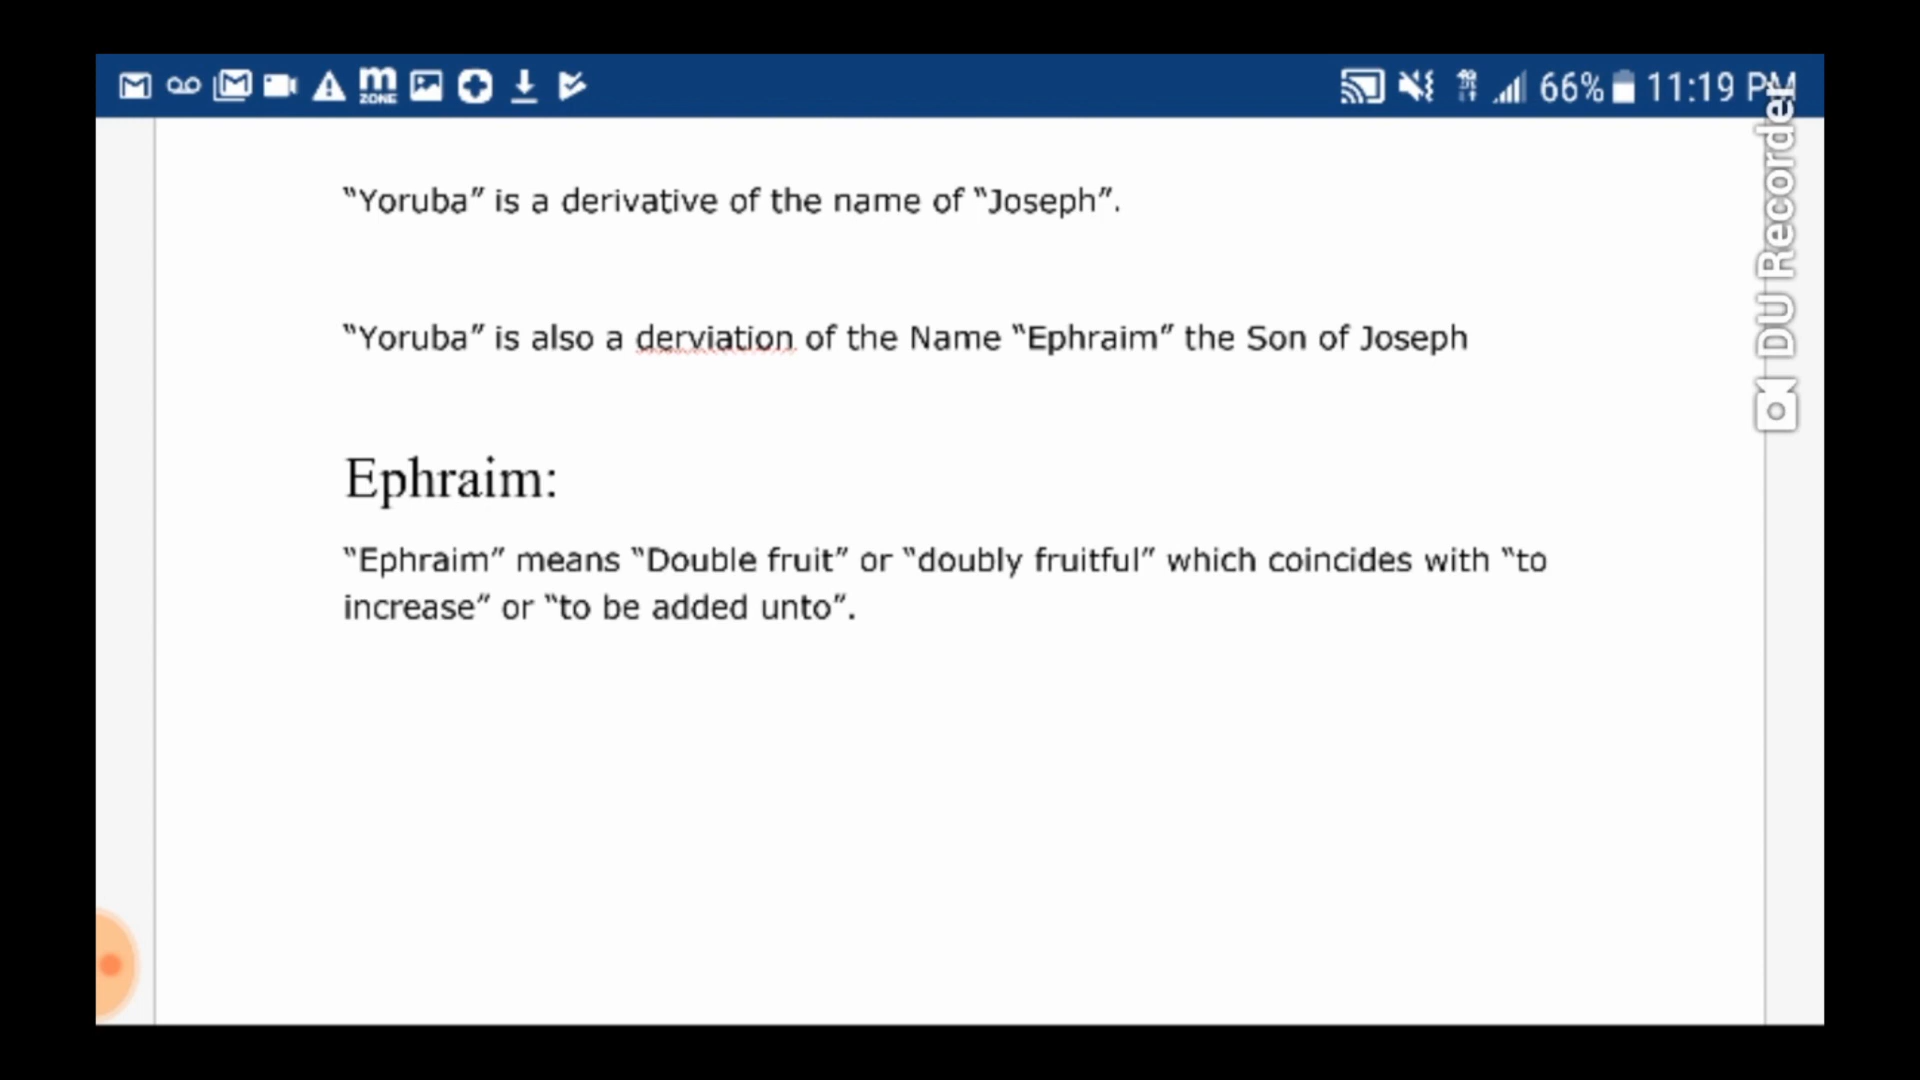 66% 11:19 PM
DU Recorder
“Yoruba” is a derivative of the name of “Joseph”.
“Yoruba” is also a derviation of the Name “Ephraim” the Son of Joseph
Ephraim:
“Ephraim” means “Double fruit” or “doubly fruitful” which coincides with “to
increase” or “to be added unto”.